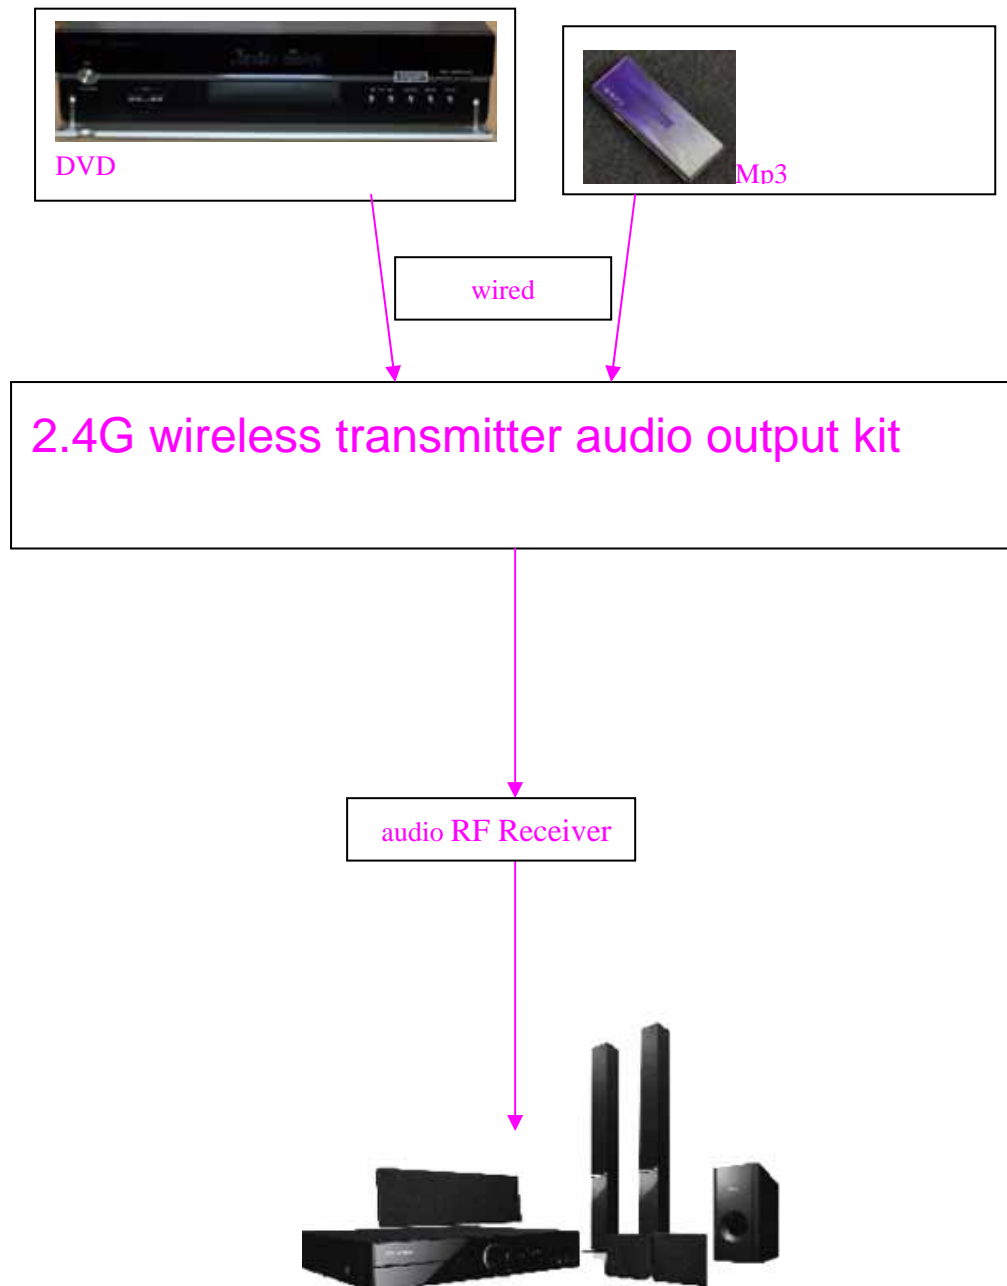 DVD
Mp3
wired
2.4G wireless transmitter audio output kit
audio RF Receiver